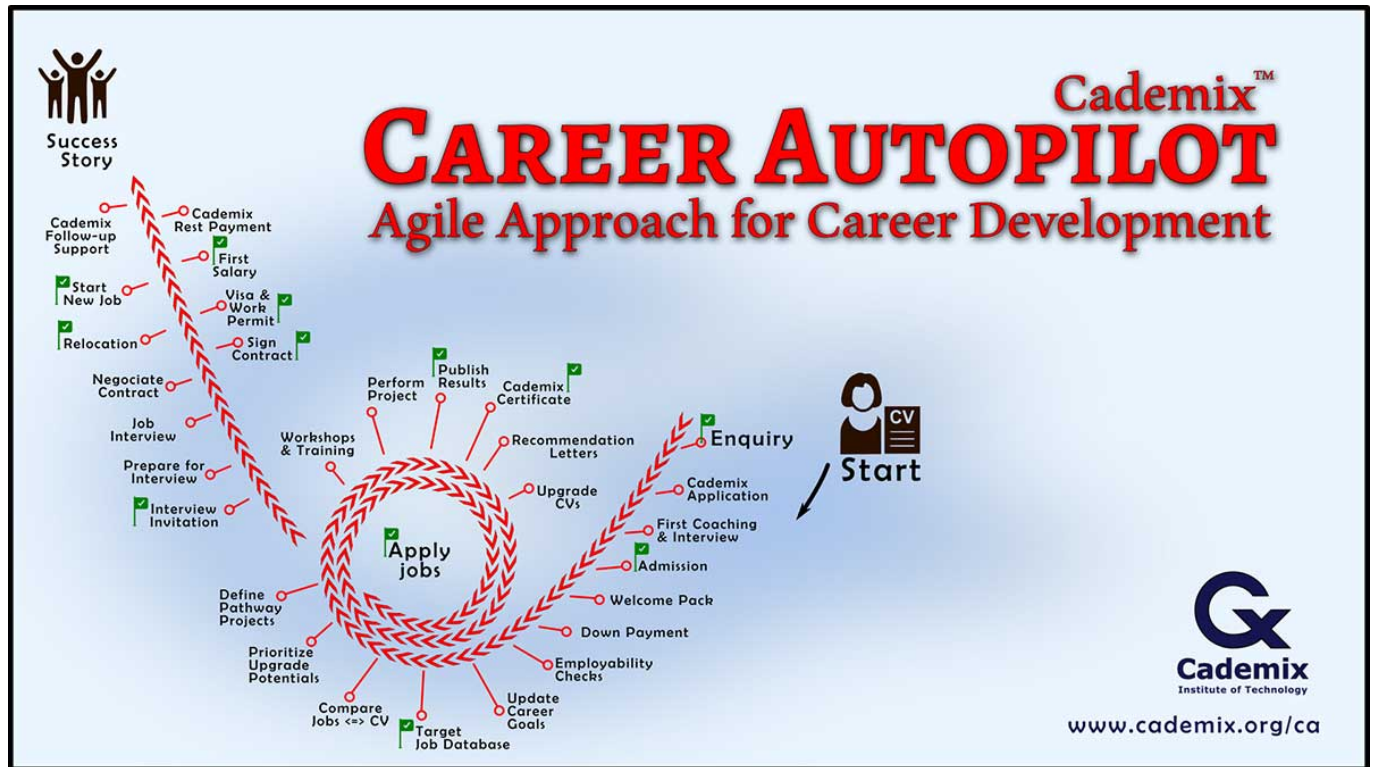 Cademix™
CAREER AUTOPILOT
Agile Approach for Career Development
Success
Story
Cademix
Follow-up
Support
Cademix
Rest Payment
First
Salary
Start
New Job
Visa &
Work
Permit
Relocation
Sign
Contract
Negociate
Contract
Job
Interview
Prepare for
Interview
Interview
Invitation
Workshops
& Training
Perform
Project
Publish
Results
Cademix
Certificate
Recommendation
Letters
Upgrade
CVs
Apply
jobs
Define
Pathway
Projects
Prioritize
Upgrade
Potentials
Compare
Jobs <=> CV
Target
Job Database
Update
Career
Goals
Employability
Checks
Down Payment
Welcome Pack
Admission
First Coaching
& Interview
Cademix
Application
Enquiry
CV
Start
Cx
Cademix
Institute of Technology
www.cademix.org/ca